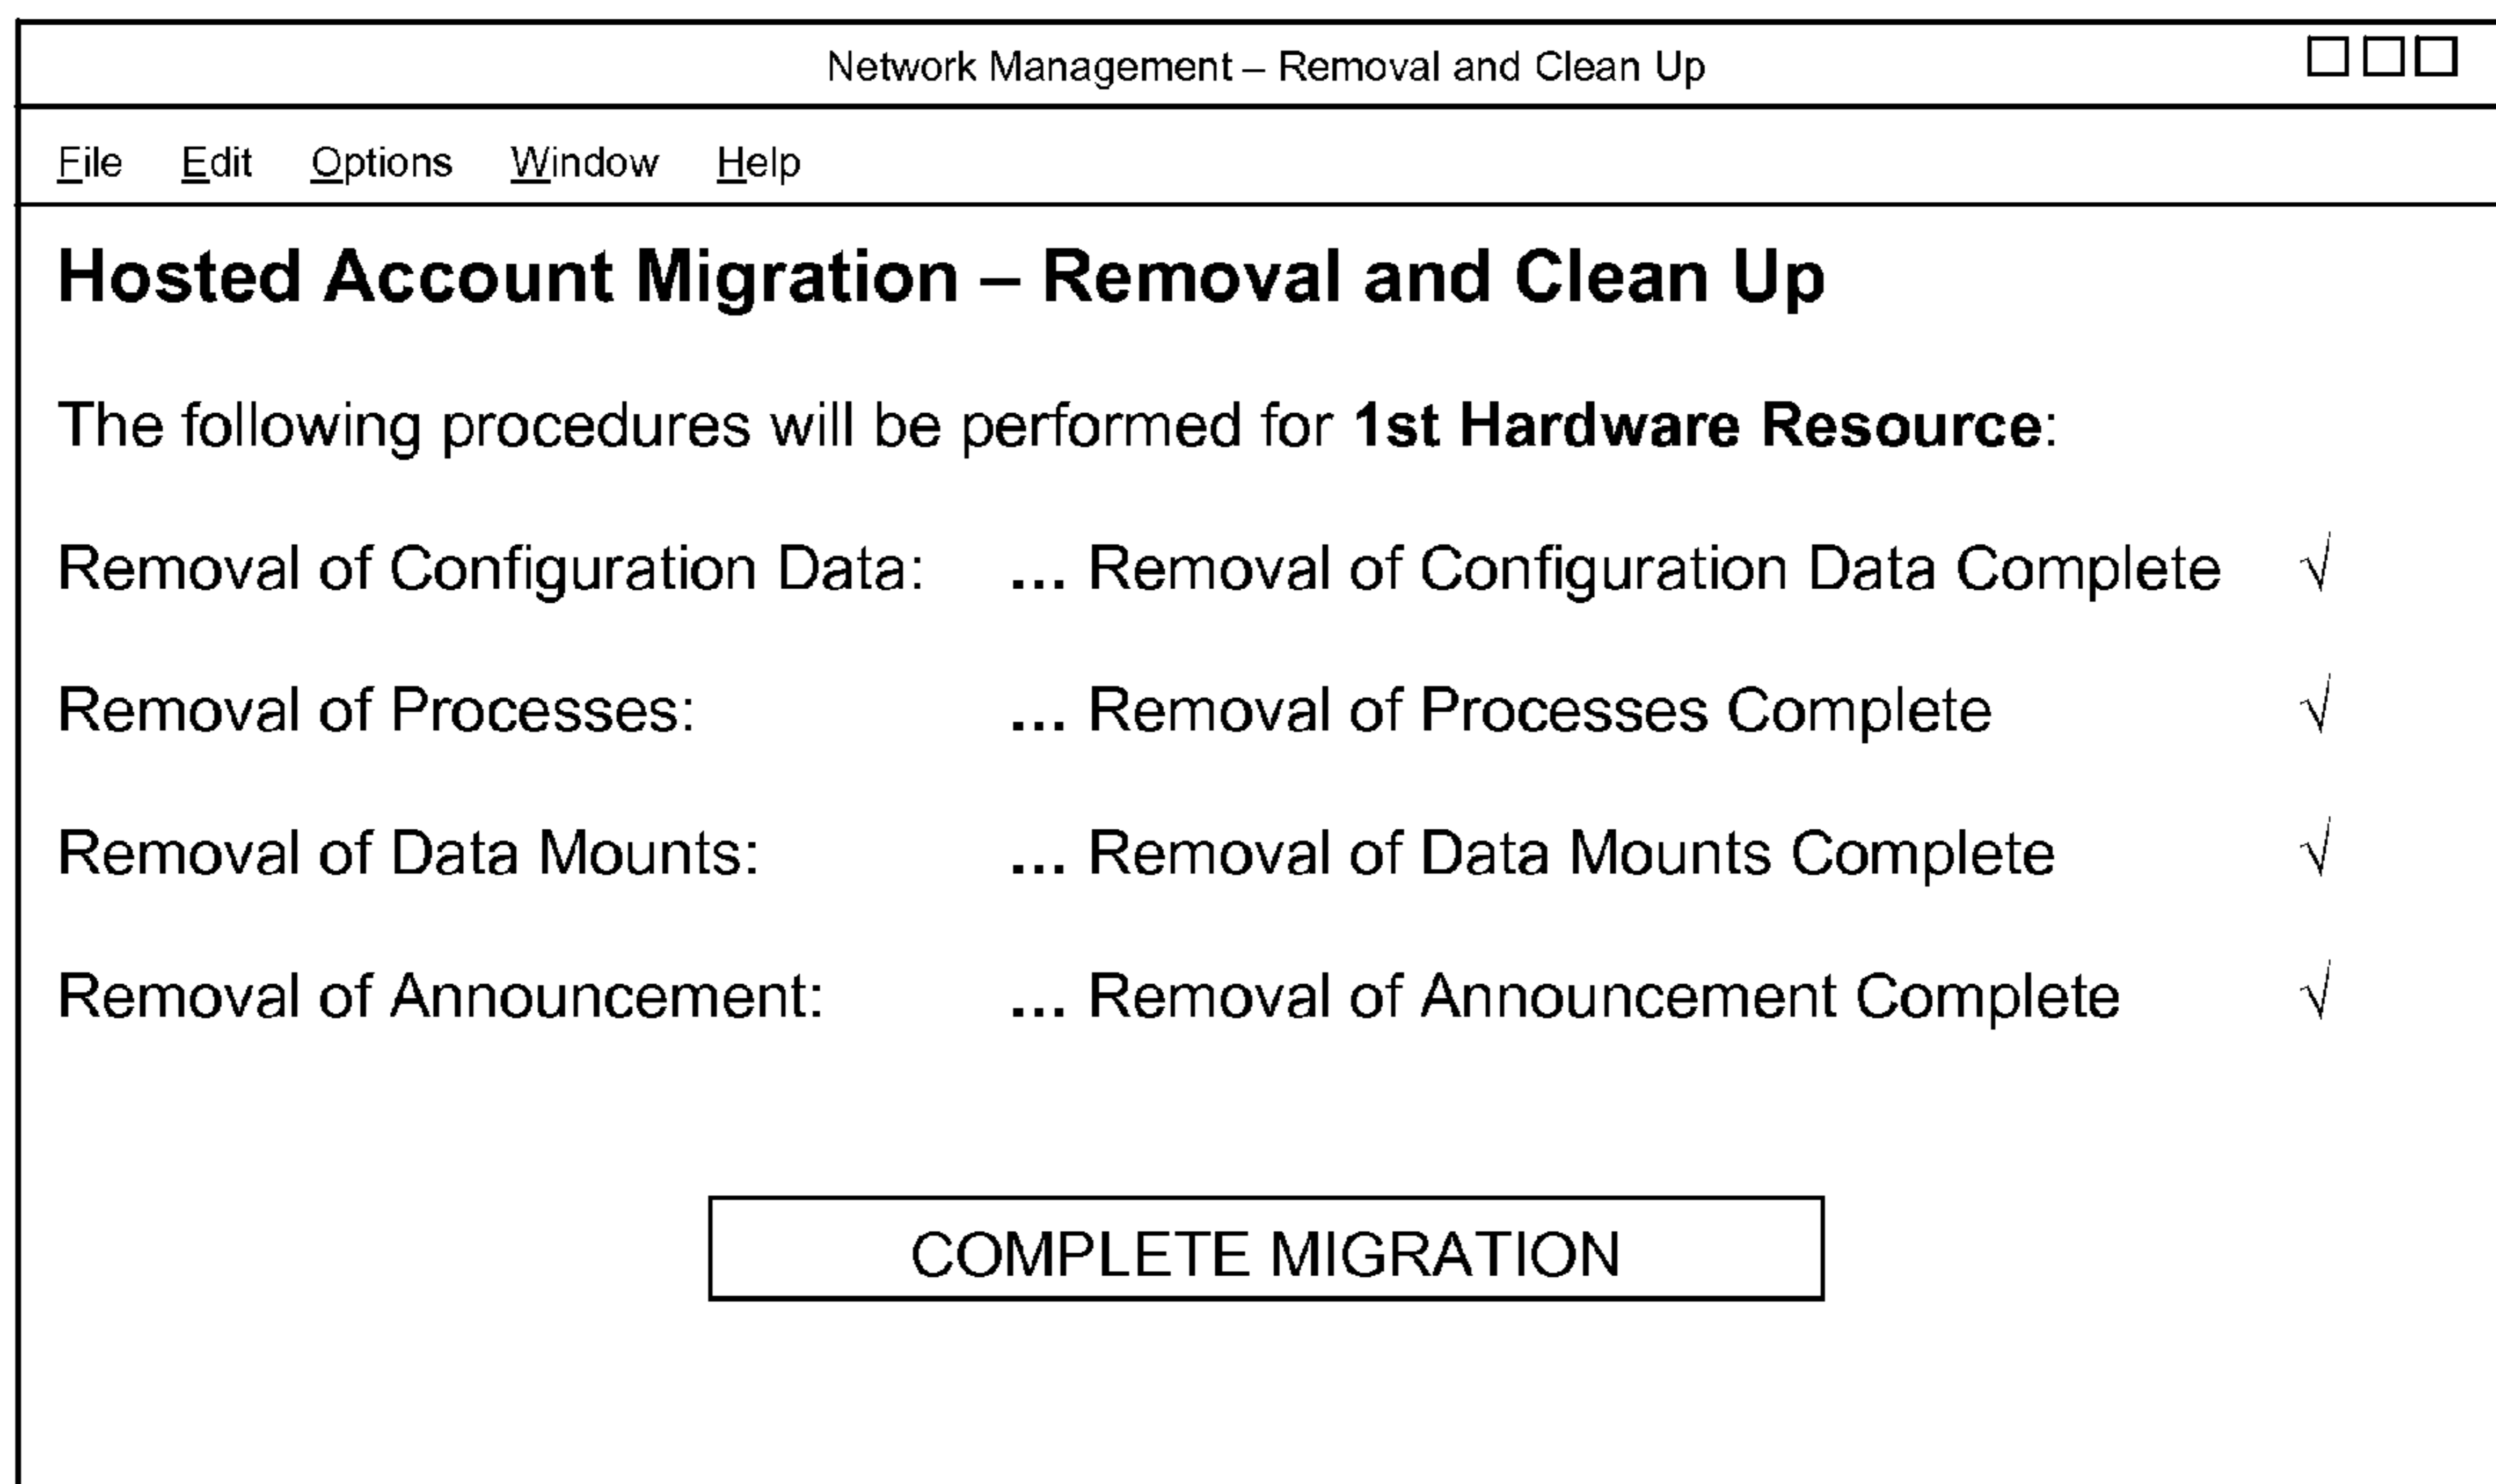 Network Management – Removal and Clean Up
File Edit Options Window Help
Hosted Account Migration – Removal and Clean Up
The following procedures will be performed for 1st Hardware Resource:
Removal of Configuration Data: ... Removal of Configuration Data Complete √
Removal of Processes: ... Removal of Processes Complete √
Removal of Data Mounts: ... Removal of Data Mounts Complete √
Removal of Announcement: ... Removal of Announcement Complete √
COMPLETE MIGRATION